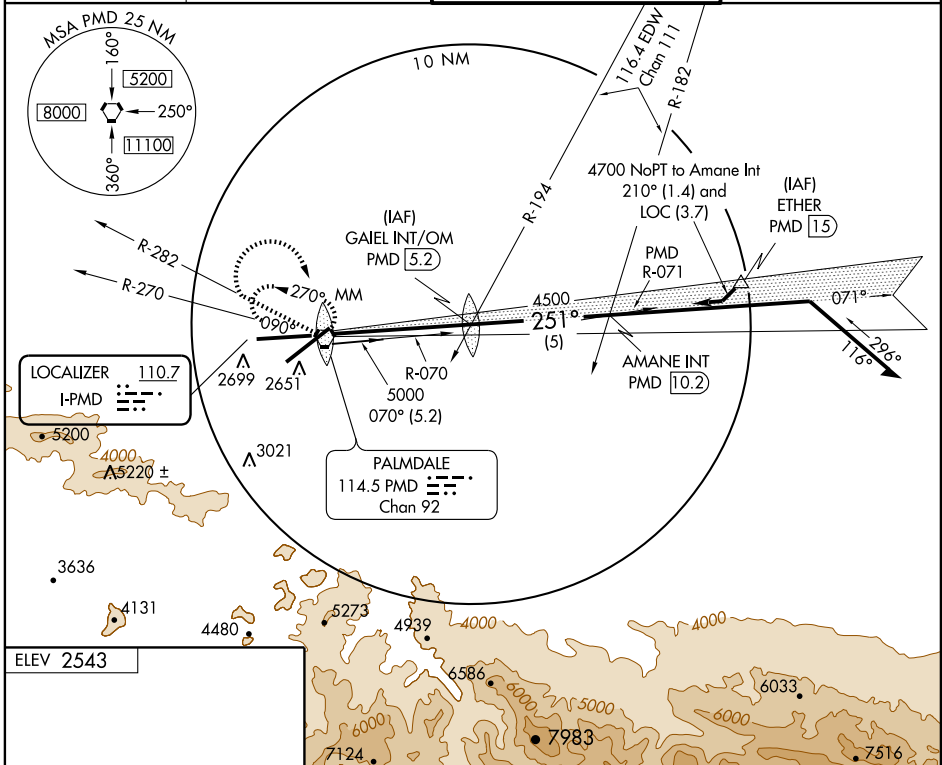 MSA PMD 25 NM
160°
5200
8000
250°
11100
360°
10 NM
116.4 EDW
Chan 111
R-182
R-194
4700 NoPT to Amane Int
210° (1.4) and
LOC (3.7)
(IAF)
ETHER
PMD 15
(IAF)
GAIEL INT/OM
PMD 5.2
PMD
R-071
R-282
R-270
270°
MM
090°
4500
251°
(5)
071°
296°
116°
AMANE INT
PMD 10.2
R-070
5000
070° (5.2)
LOCALIZER 110.7
I-PMD
2699
2651
3021
PALMDALE
114.5 PMD
Chan 92
5200
4000
5220 ±
3636
4131
4480
5273
4939
4000
4000
ELEV 2543
6586
6000
5000
6033
6000
6000
7983
7124
7516